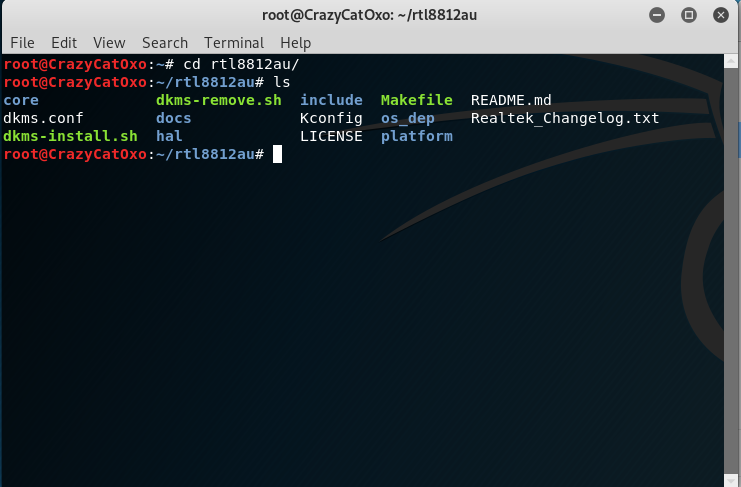 root@CrazyCatOxo: ~/rtl8812au
File Edit View Search Terminal Help
root@CrazyCatOxo:~# cd rtl8812au/
root@CrazyCatOxo:~/rtl8812au# ls
core dkms-remove.sh include Makefile README.md
dkms.conf docs Kconfig os_dep Realtek_Changelog.txt
dkms-install.sh hal LICENSE platform
root@CrazyCatOxo:~/rtl8812au#